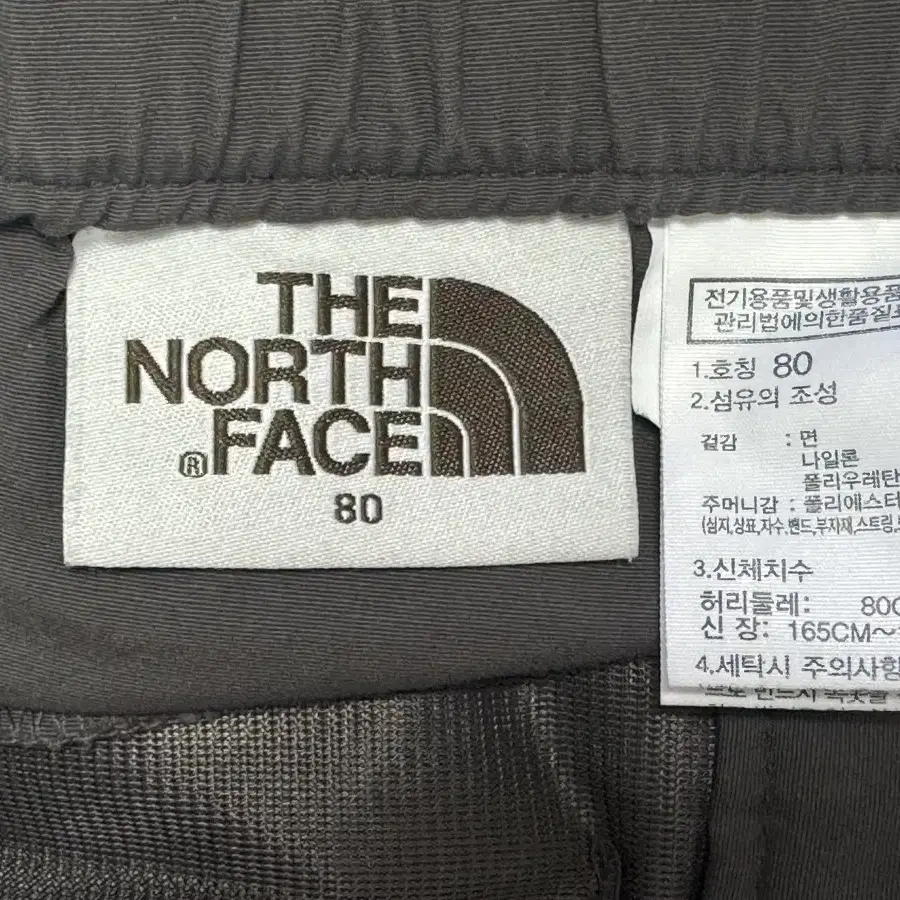 THE
NORTH
® FACE
80
전기용품및생활용품
관리법에의한품질표
1.호칭 80
2.섬유의 조성
겉감 : 면
나일론
폴리우레탄
주머니감 : 폴리에스터
(심지,상표,자수,밴드,부자재,스트링,
3.신체치수
허리둘레: 80C
신 장: 165CM~
4.세탁시 주의사항